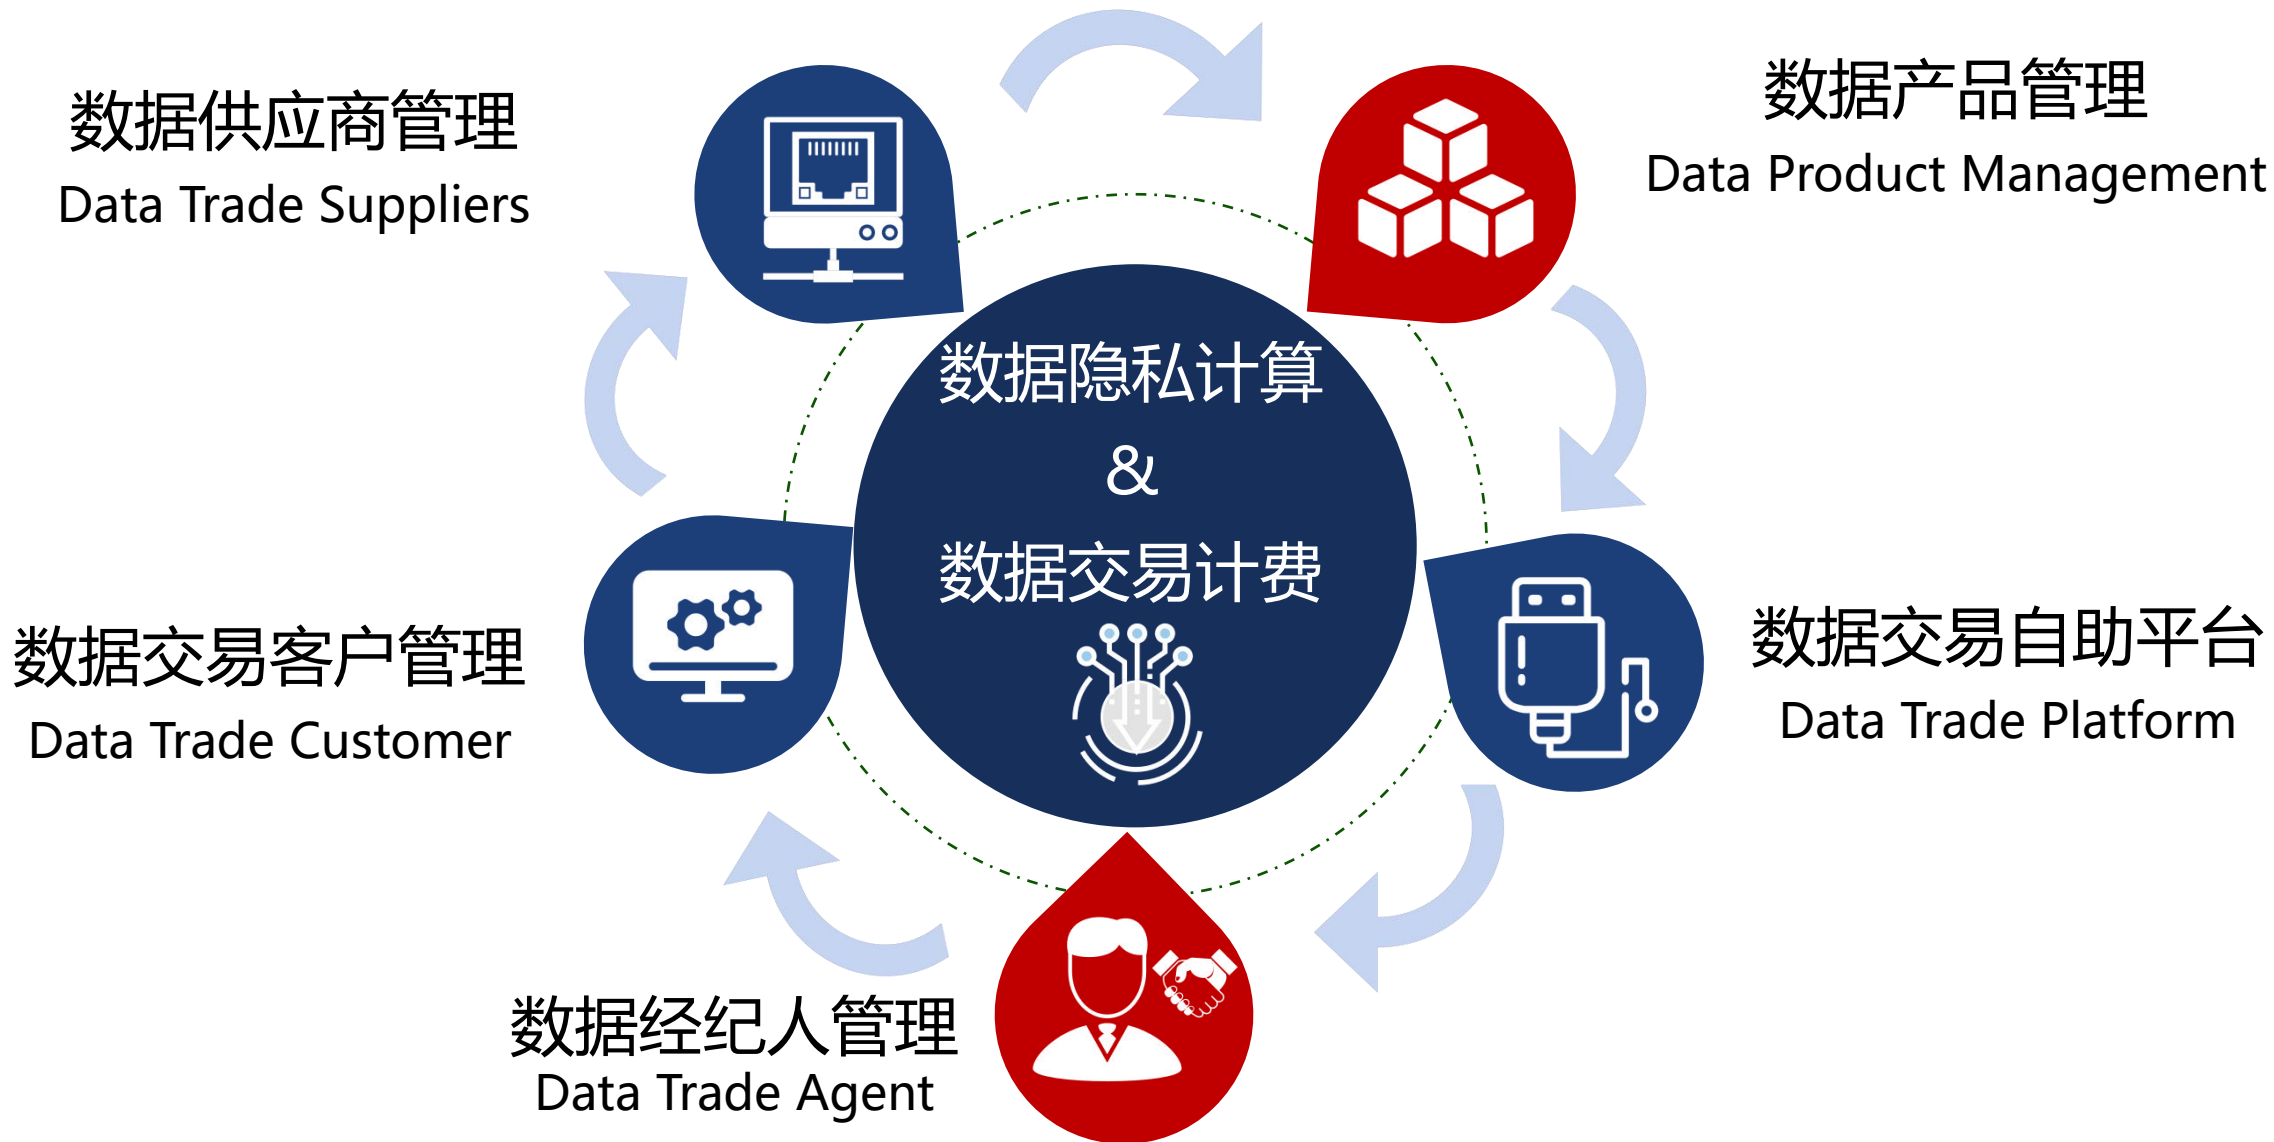 数据供应商管理
Data Trade Suppliers
数据产品管理
Data Product Management
数据隐私计算
&
数据交易计费
数据交易客户管理
Data Trade Customer
数据交易自助平台
Data Trade Platform
数据经纪人管理
Data Trade Agent